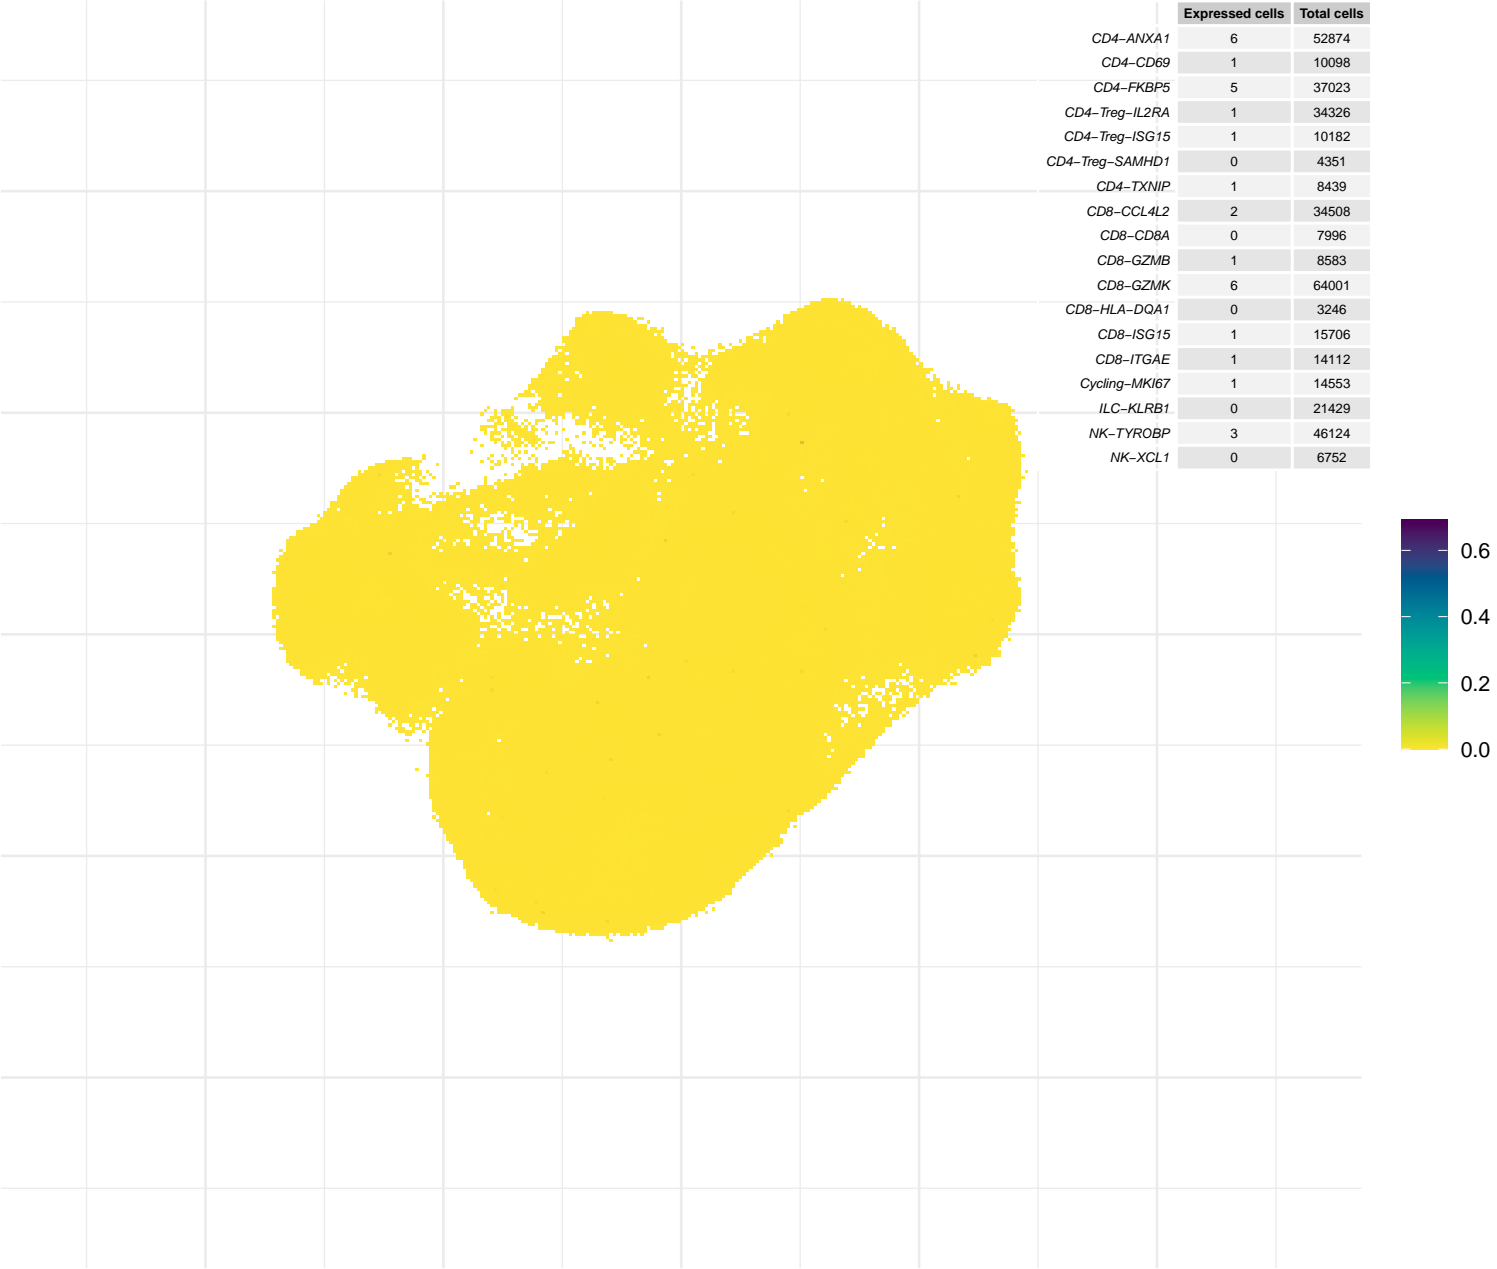 Expressed cells Total cells
CD4−ANXA1 6 52874
CD4−CD69 1 10098
CD4−FKBP5 5 37023
CD4−Treg−IL2RA 1 34326
CD4−Treg−ISG15 1 10182
CD4−Treg−SAMHD1 0 4351
CD4−TXNIP 1 8439
CD8−CCL4L2 2 34508
CD8−CD8A 0 7996
CD8−GZMB 1 8583
CD8−GZMK 6 64001
CD8−HLA−DQA1 0 3246
CD8−ISG15 1 15706
CD8−ITGAE 1 14112
Cycling−MKI67 1 14553
ILC−KLRB1 0 21429
NK−TYROBP 3 46124
NK−XCL1 0 6752
0.6
0.4
0.2
0.0